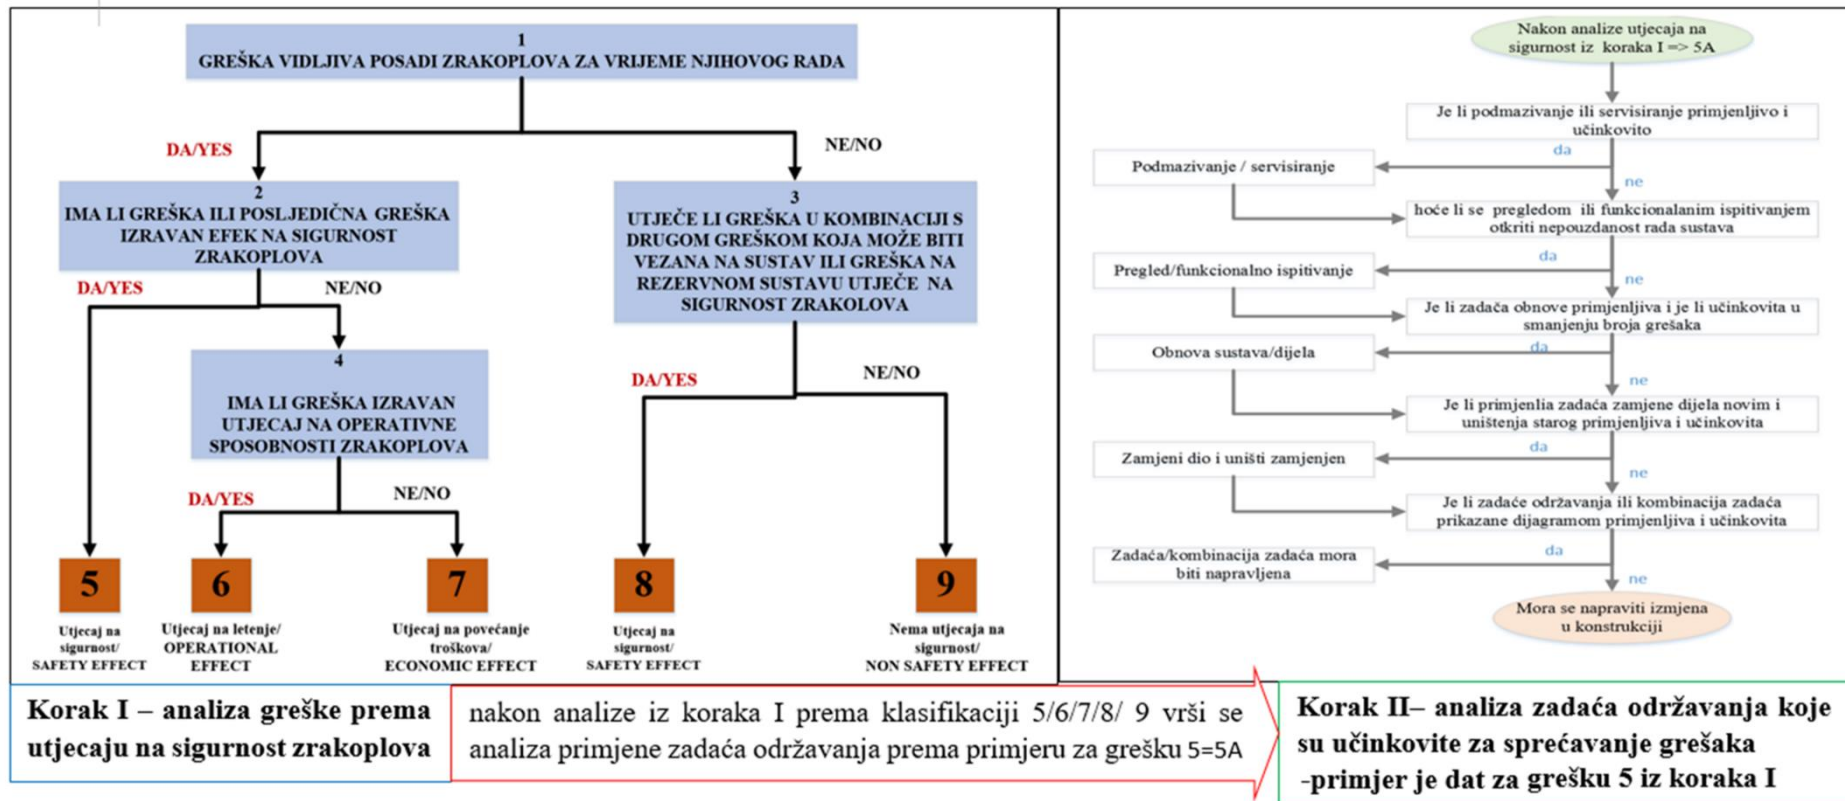 1
GREŠKA VIDLJIVA POSADI ZRAKOPLOVA ZA VRIJEME NJIHOVOG RADA
DA/YES
NE/NO
2
IMA LI GREŠKA ILI POSLJEDIČNA GREŠKA
IZRAVAN EFEK NA SIGURNOST
ZRAKOPLOVA
3
UTJEČE LI GREŠKA U KOMBINACIJI S
DRUGOM GREŠKOM KOJA MOŽE BITI
VEZANA NA SUSTAV ILI GREŠKA NA
REZERVNOM SUSTAVU UTJEČE NA
SIGURNOST ZRAKOLOVA
DA/YES
NE/NO
4
IMA LI GREŠKA IZRAVAN
UTJECAJ NA OPERATIVNE
SPOSOBNOSTI ZRAKOPLOVA
DA/YES
NE/NO
DA/YES
NE/NO
5
6
7
8
9
Utjecaj na
sigurnost/
SAFETY EFFECT
Utjecaj na letenje/
OPERATIONAL
EFFECT
Utjecaj na povećanje
troškova/
ECONOMIC EFFECT
Utjecaj na
sigurnost/
SAFETY EFFECT
Nema utjecaja na
sigurnost/
NON SAFETY EFFECT
Nakon analize utjecaja na
sigurnost iz koraka I => 5A
Je li podmazivanje ili servisiranje primjenljivo i
učinkovito
da
Podmazivanje / servisiranje
ne
hoće li se pregledom ili funkcionalanim ispitivanjem
otkriti nepouzdanost rada sustava
da
Pregled/funkcionalno ispitivanje
ne
Je li zadača obnove primjenljiva i je li učinkovita u
smanjenju broja grešaka
da
Obnova sustava/dijela
ne
Je li primjenlia zadaća zamjene dijela novim i
uništenja starog primjenljiva i učinkovita
da
Zamjeni dio i uništi zamjenjen
ne
Je li zadaće održavanja ili kombinacija zadaća
prikazane dijagramom primjenljiva i učinkovita
da
Zadaća/kombinacija zadaća mora
biti napravljena
ne
Mora se napraviti izmjena
u konstrukciji
Korak I – analiza greške prema
utjecaju na sigurnost zrakoplova
nakon analize iz koraka I prema klasifikaciji 5/6/7/8/ 9 vrši se
analiza primjene zadaća održavanja prema primjeru za grešku 5=5A
Korak II– analiza zadaća održavanja koje
su učinkovite za sprećavanje grešaka
-primjer je dat za grešku 5 iz koraka I